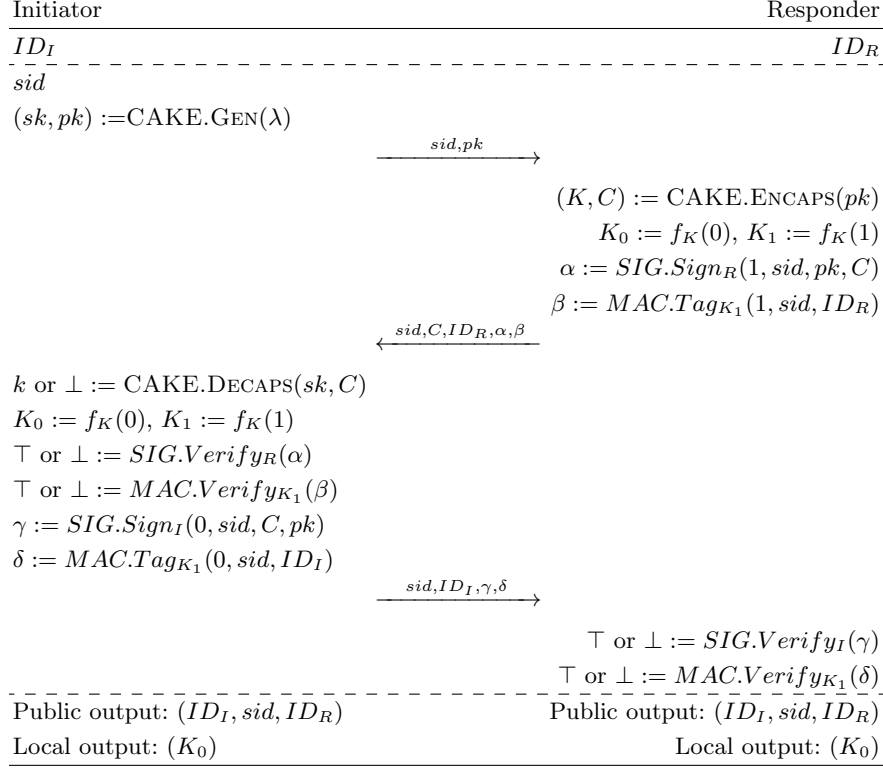 Initiator Responder
ID_I ID_R
sid
(sk, pk) :=CAKE.GEN(λ)
sid,pk
(K, C) := CAKE.ENCAPS(pk)
K_0 := f_K(0), K_1 := f_K(1)
α := SIG.Sign_R(1, sid, pk, C)
β := MAC.Tag_{K_1}(1, sid, ID_R)
sid,C,ID_R,α,β
k or ⊥ := CAKE.DECAPS(sk, C)
K_0 := f_K(0), K_1 := f_K(1)
⊤ or ⊥ := SIG.Verify_R(α)
⊤ or ⊥ := MAC.Verify_{K_1}(β)
γ := SIG.Sign_I(0, sid, C, pk)
δ := MAC.Tag_{K_1}(0, sid, ID_I)
sid,ID_I,γ,δ
⊤ or ⊥ := SIG.Verify_I(γ)
⊤ or ⊥ := MAC.Verify_{K_1}(δ)
Public output: (ID_I, sid, ID_R) Public output: (ID_I, sid, ID_R)
Local output: (K_0) Local output: (K_0)